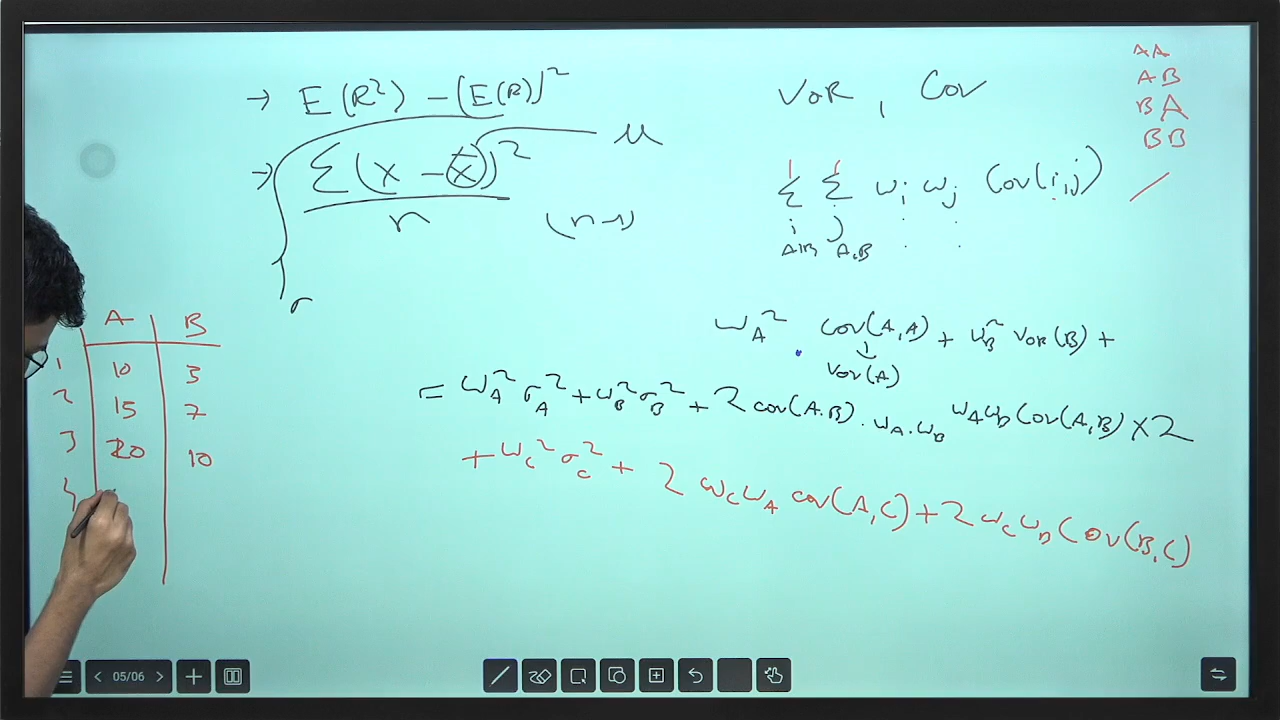 → E(R²) − (E(R))²
→ Σ(x − x̄)² μ
n (n-1)
σ
Var, Cov
AA
AB
BA
BB
Σ Σ wᵢ wⱼ Cov(i,j)
i j
A,B A,B
w_A² Cov(A,A) + w_B² Var(B) +
Var(A)
= w_A² σ_A² + w_B² σ_B² + 2 Cov(A,B) · w_A · w_B w_A w_B Cov(A,B) × 2
+ w_C² σ_C² + 2 w_C w_A Cov(A,C) + 2 w_C w_B Cov(B,C)
A B
1 10 3
2 15 7
3 20 10
4
05/06